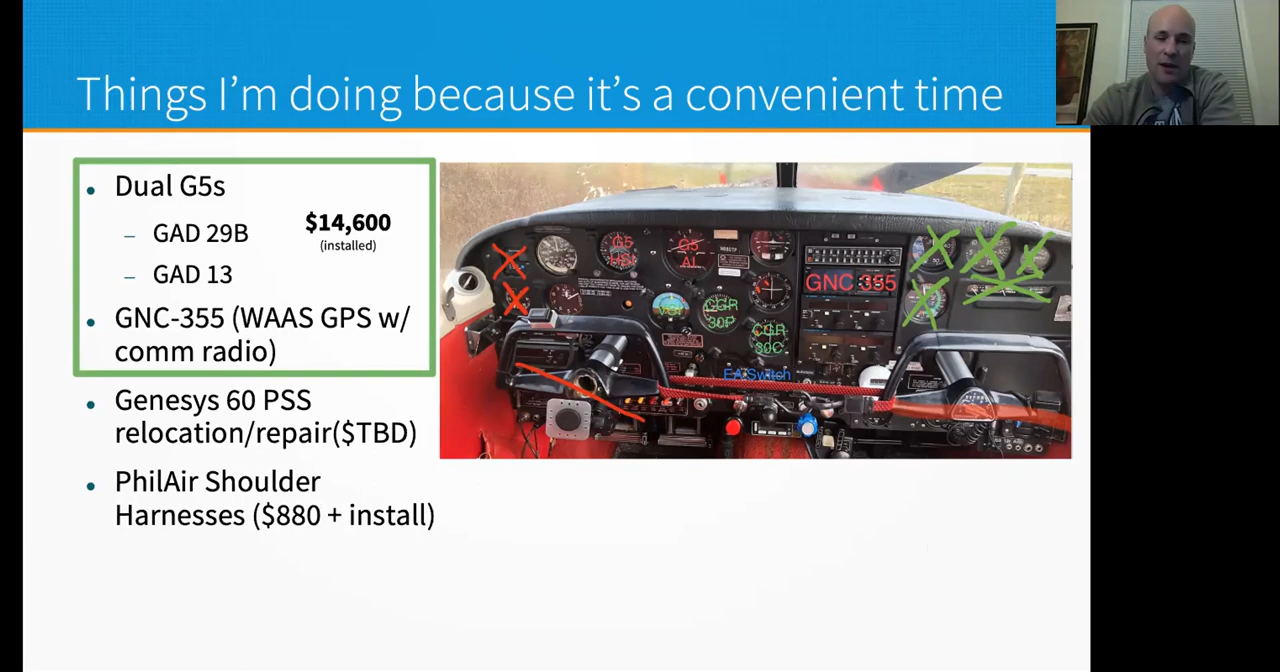 Things I'm doing because it's a convenient time
Dual G5s
GAD 29B
$14,600
(installed)
GAD 13
GNC-355 (WAAS GPS w/
comm radio)
Genesys 60 PSS
relocation/repair($TBD)
PhilAir Shoulder
Harnesses ($880 + install)
G5
HSI
G5
AI
GNC 355
VSI
CGR
30P
CGR
30C
EA Switch